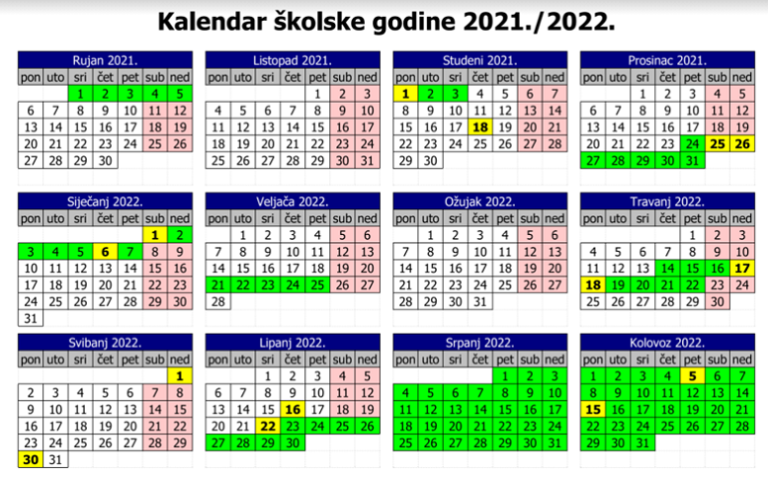 Kalendar školske godine 2021./2022.
Rujan 2021.
pon uto sri čet pet sub ned
1 2 3 4 5
6 7 8 9 10 11 12
13 14 15 16 17 18 19
20 21 22 23 24 25 26
27 28 29 30
Listopad 2021.
pon uto sri čet pet sub ned
1 2 3
4 5 6 7 8 9 10
11 12 13 14 15 16 17
18 19 20 21 22 23 24
25 26 27 28 29 30 31
Studeni 2021.
pon uto sri čet pet sub ned
1 2 3 4 5 6 7
8 9 10 11 12 13 14
15 16 17 18 19 20 21
22 23 24 25 26 27 28
29 30
Prosinac 2021.
pon uto sri čet pet sub ned
1 2 3 4 5
6 7 8 9 10 11 12
13 14 15 16 17 18 19
20 21 22 23 24 25 26
27 28 29 30 31
Siječanj 2022.
pon uto sri čet pet sub ned
1 2
3 4 5 6 7 8 9
10 11 12 13 14 15 16
17 18 19 20 21 22 23
24 25 26 27 28 29 30
31
Veljača 2022.
pon uto sri čet pet sub ned
1 2 3 4 5 6
7 8 9 10 11 12 13
14 15 16 17 18 19 20
21 22 23 24 25 26 27
28
Ožujak 2022.
pon uto sri čet pet sub ned
1 2 3 4 5 6
7 8 9 10 11 12 13
14 15 16 17 18 19 20
21 22 23 24 25 26 27
28 29 30 31
Travanj 2022.
pon uto sri čet pet sub ned
1 2 3
4 5 6 7 8 9 10
11 12 13 14 15 16 17
18 19 20 21 22 23 24
25 26 27 28 29 30
Svibanj 2022.
pon uto sri čet pet sub ned
1
2 3 4 5 6 7 8
9 10 11 12 13 14 15
16 17 18 19 20 21 22
23 24 25 26 27 28 29
30 31
Lipanj 2022.
pon uto sri čet pet sub ned
1 2 3 4 5
6 7 8 9 10 11 12
13 14 15 16 17 18 19
20 21 22 23 24 25 26
27 28 29 30
Srpanj 2022.
pon uto sri čet pet sub ned
1 2 3
4 5 6 7 8 9 10
11 12 13 14 15 16 17
18 19 20 21 22 23 24
25 26 27 28 29 30 31
Kolovoz 2022.
pon uto sri čet pet sub ned
1 2 3 4 5 6 7
8 9 10 11 12 13 14
15 16 17 18 19 20 21
22 23 24 25 26 27 28
29 30 31